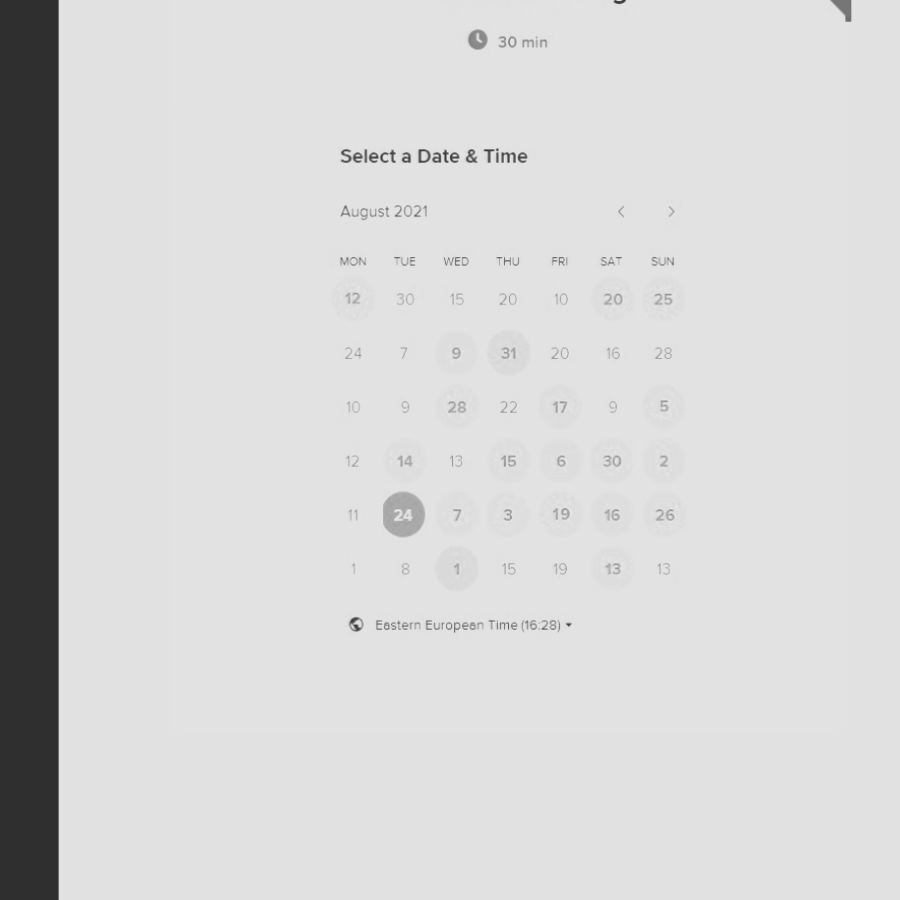 30 min
Select a Date & Time
August 2021
MON TUE WED THU FRI SAT SUN
12 30 15 20 10 20 25
24 7 9 31 20 16 28
10 9 28 22 17 9 5
12 14 13 15 6 30 2
11 24 7 3 19 16 26
1 8 1 15 19 13 13
Eastern European Time (16:28)